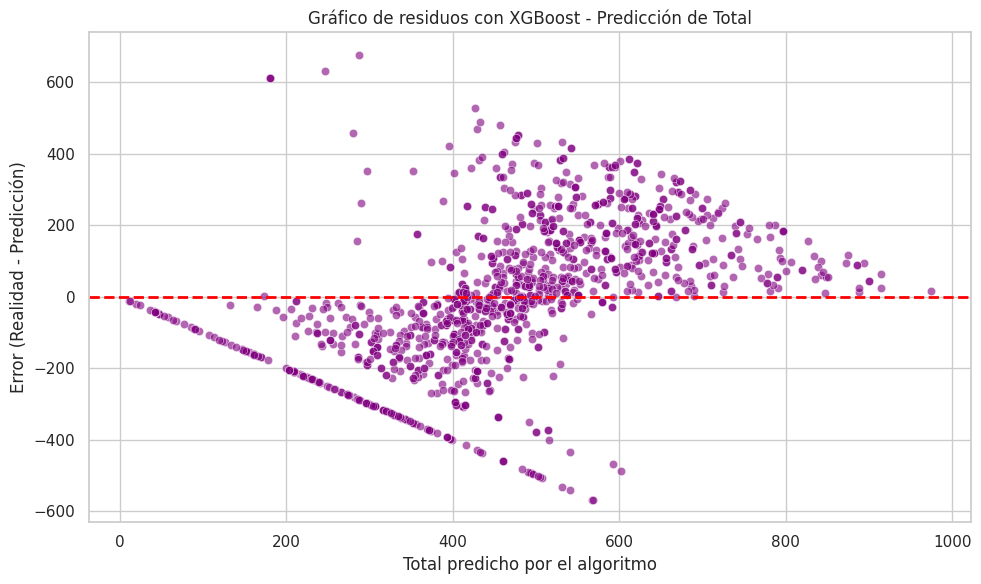 Gráfico de residuos con XGBoost - Predicción de Total
Error (Realidad - Predicción)
600
400
200
0
−200
−400
−600
0 200 400 600 800 1000
Total predicho por el algoritmo